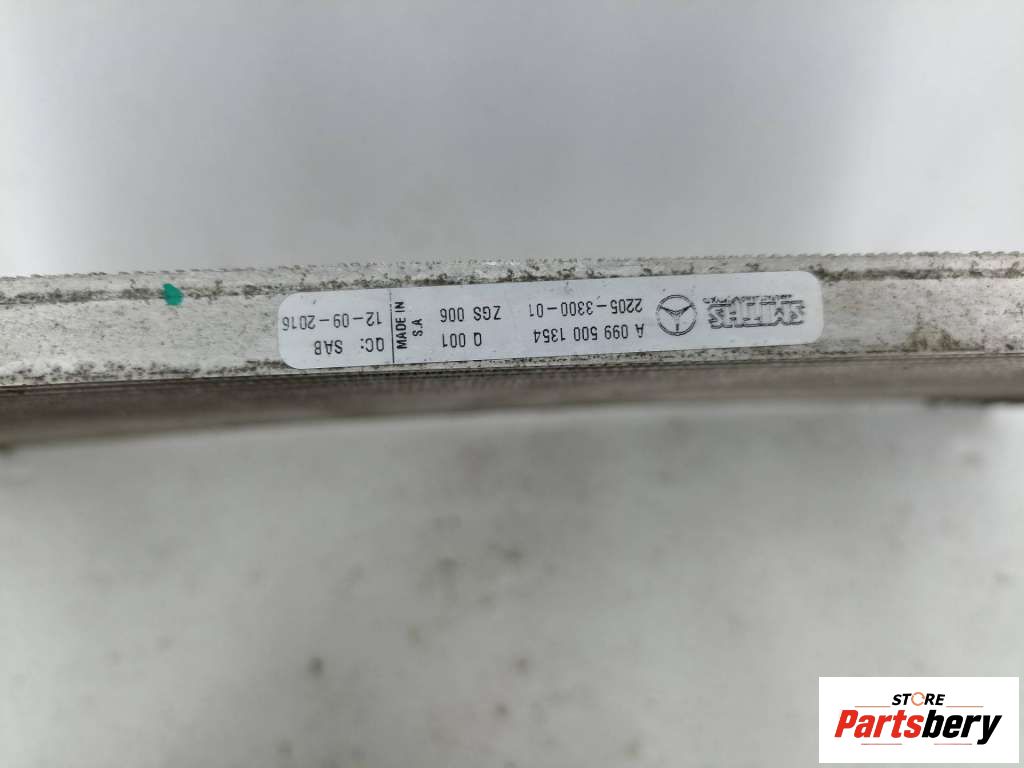 SMITHS
A 099 500 1354
2205-3300-01
Q 001
ZGS 006
MADE IN
S.A
QC: SAB
12-09-2016
STORE
Partsbery